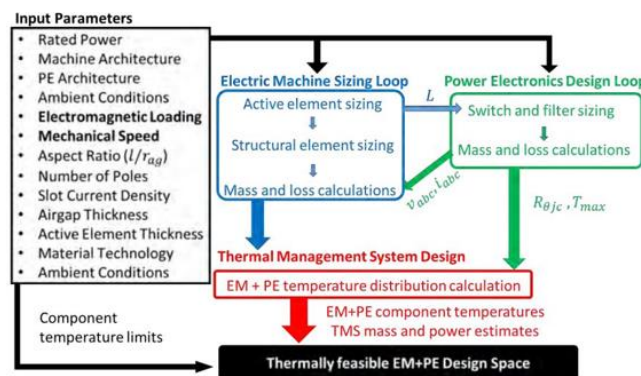 Input Parameters
• Rated Power
• Machine Architecture
• PE Architecture
• Ambient Conditions
• Electromagnetic Loading
• Mechanical Speed
• Aspect Ratio (l/r_ag)
• Number of Poles
• Slot Current Density
• Airgap Thickness
• Active Element Thickness
• Material Technology
• Ambient Conditions
Electric Machine Sizing Loop
Active element sizing
Structural element sizing
Mass and loss calculations
L
v_abc, i_abc
Power Electronics Design Loop
Switch and filter sizing
Mass and loss calculations
R_θjc , T_max
Thermal Management System Design
EM + PE temperature distribution calculation
EM+PE component temperatures
TMS mass and power estimates
Component
temperature limits
Thermally feasible EM+PE Design Space